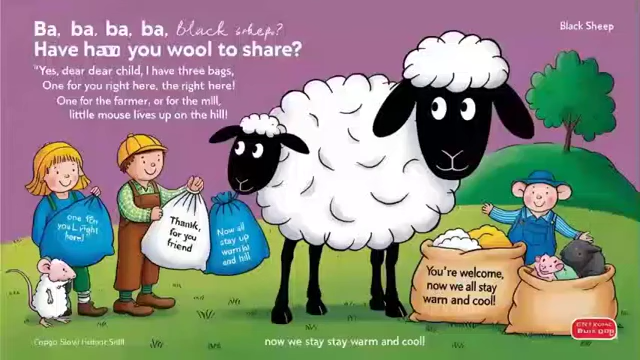 Ba, ba, ba, ba, black sheep?
Have you wool to share?
"Yes, dear dear child, I have three bags,
One for you right here, the right here!
One for the farmer, or for the mill,
little mouse lives up on the hill!
Black Sheep
one for
you right
here!
Thank,
for you
friend
Now all
stay up
and hill
You're welcome,
now we all stay
warn and cool!
now we stay stay warm and cool!